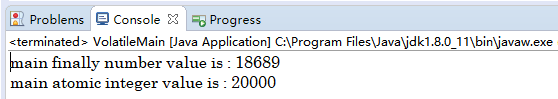 Problems Console Progress
<terminated> VolatileMain [Java Application] C:\Program Files\Java\jdk1.8.0_11\bin\javaw.exe
main finally number value is : 18689
main atomic integer value is : 20000